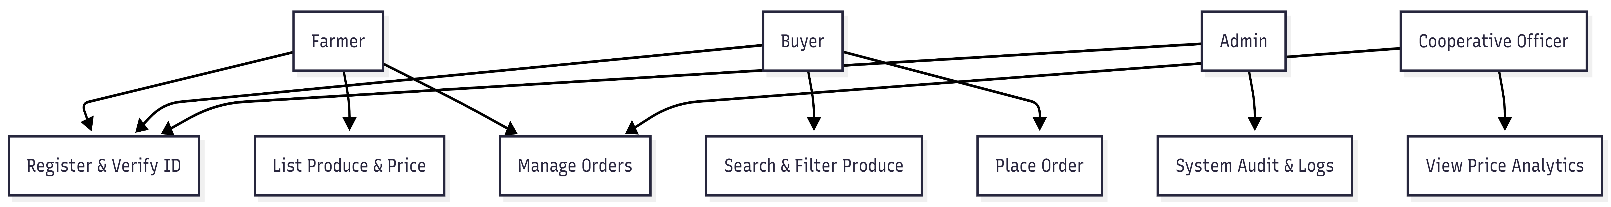 Farmer
Buyer
Admin
Cooperative Officer
Register & Verify ID
List Produce & Price
Manage Orders
Search & Filter Produce
Place Order
System Audit & Logs
View Price Analytics